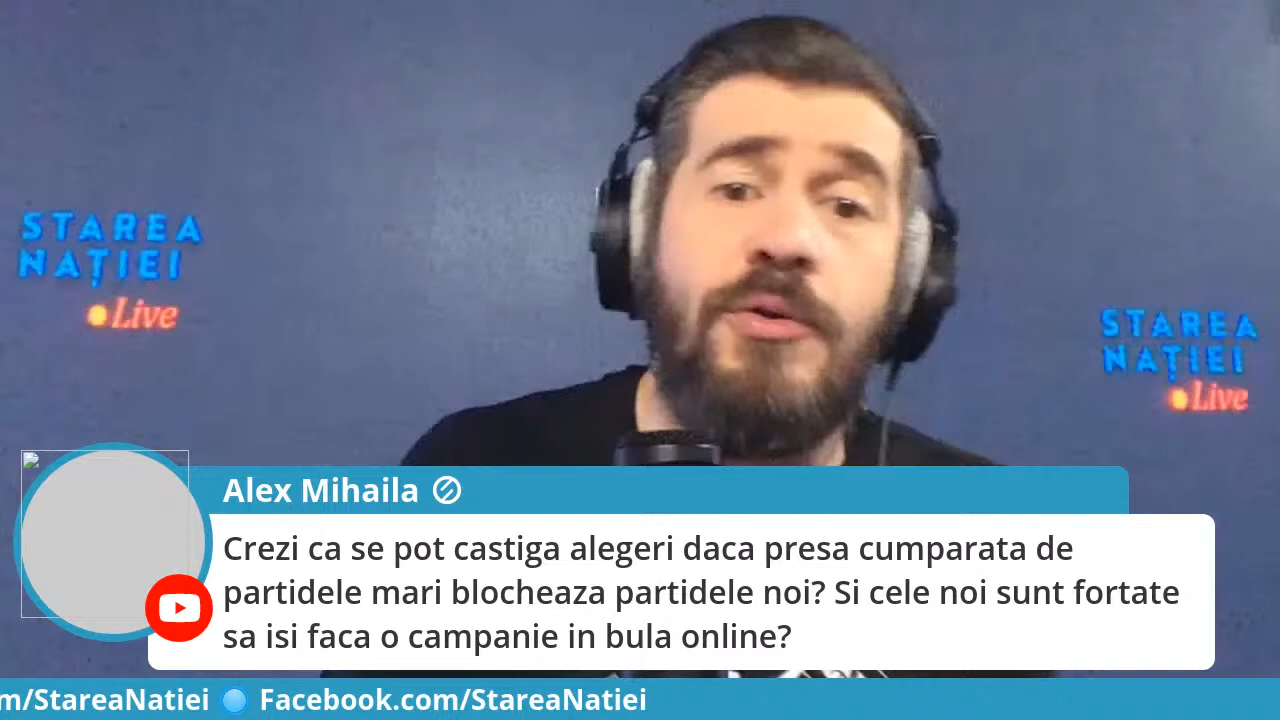 STAREA
NAȚIEI
Live
STAREA
NAȚIEI
Live
Alex Mihaila
Crezi ca se pot castiga alegeri daca presa cumparata de
partidele mari blocheaza partidele noi? Si cele noi sunt fortate
sa isi faca o campanie in bula online?
m/StareaNatiei Facebook.com/StareaNatiei